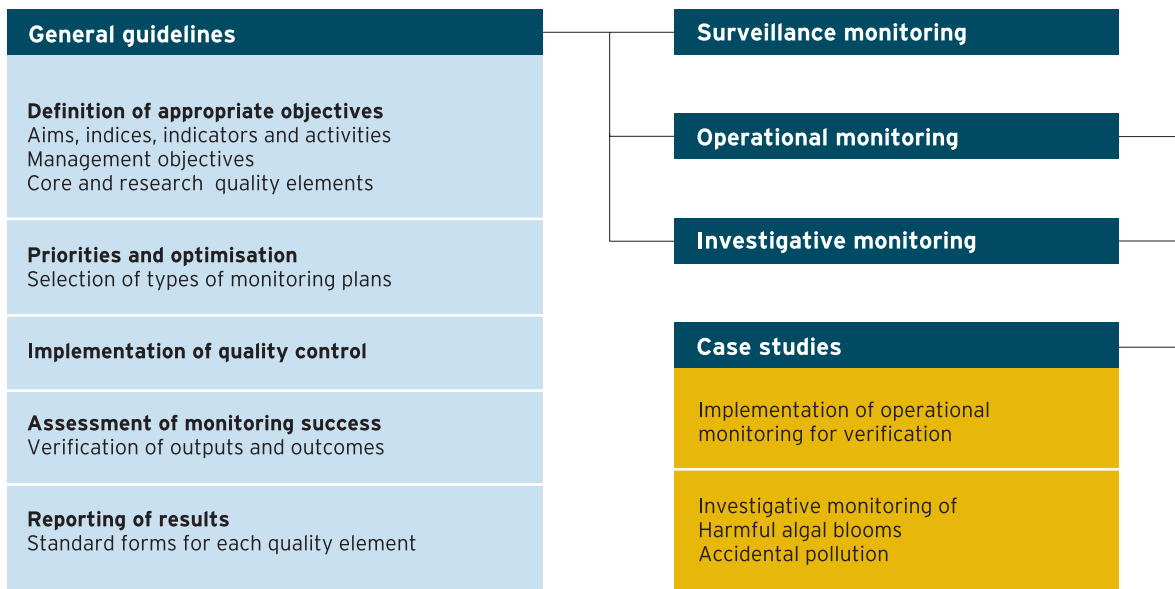 General guidelines
Definition of appropriate objectives
Aims, indices, indicators and activities
Management objectives
Core and research quality elements
Priorities and optimisation
Selection of types of monitoring plans
Implementation of quality control
Assessment of monitoring success
Verification of outputs and outcomes
Reporting of results
Standard forms for each quality element
Surveillance monitoring
Operational monitoring
Investigative monitoring
Case studies
Implementation of operational
monitoring for verification
Investigative monitoring of
Harmful algal blooms
Accidental pollution